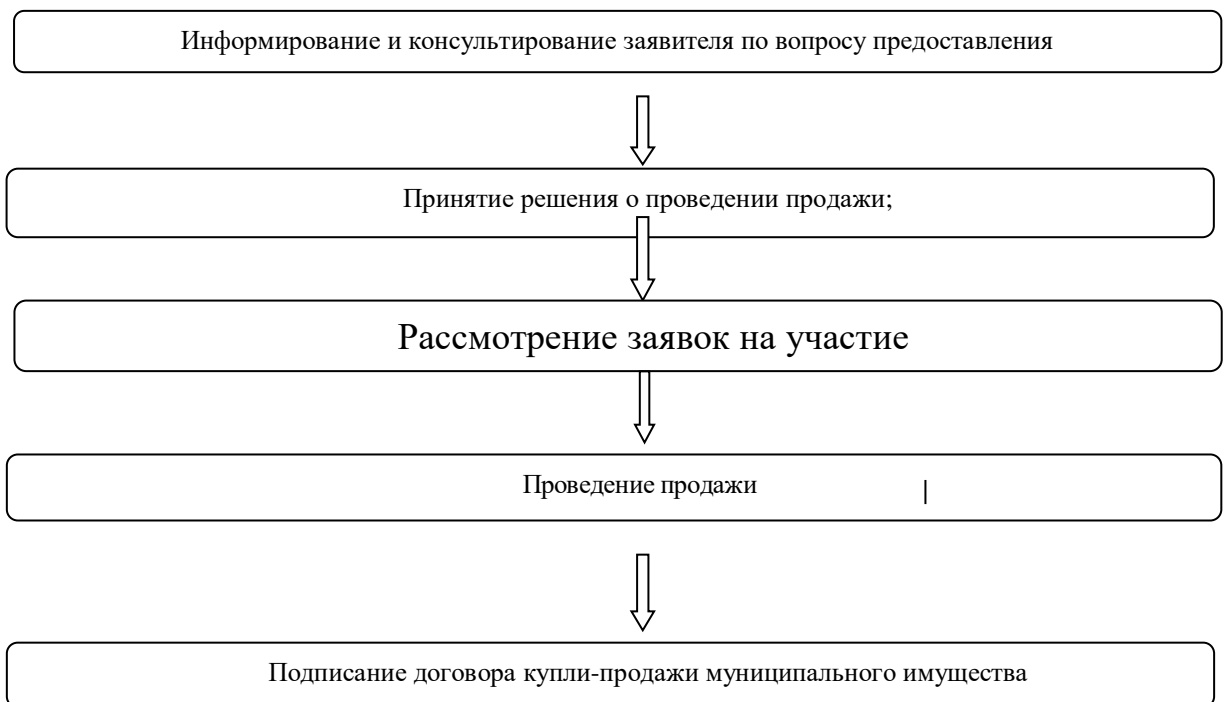 Информирование и консультирование заявителя по вопросу предоставления
Принятие решения о проведении продажи;
Рассмотрение заявок на участие
Проведение продажи
Подписание договора купли-продажи муниципального имущества